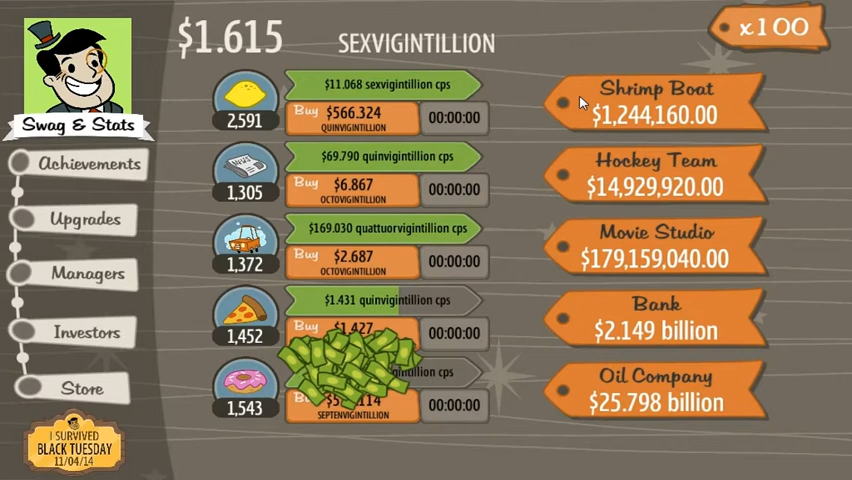 $1.615 SEXVIGINTILLION
x100
Swag & Stats
Achievements
Upgrades
Managers
Investors
Store
I SURVIVED
BLACK TUESDAY
11/04/14
$11.068 sexvigintillion cps
2,591
Buy $566.324
QUINVIGINTILLION
00:00:00
$69.790 quinvigintillion cps
NEWS
1,305
Buy $6.867
OCTOVIGINTILLION
00:00:00
$169.030 quattuorvigintillion cps
1,372
Buy $2.687
OCTOVIGINTILLION
00:00:00
$1.431 quinvigintillion cps
1,452
Buy $1.427
00:00:00
cps
1,543
SEPTENVIGINTILLION
00:00:00
Shrimp Boat
$1,244,160.00
Hockey Team
$14,929,920.00
Movie Studio
$179,159,040.00
Bank
$2.149 billion
Oil Company
$25.798 billion